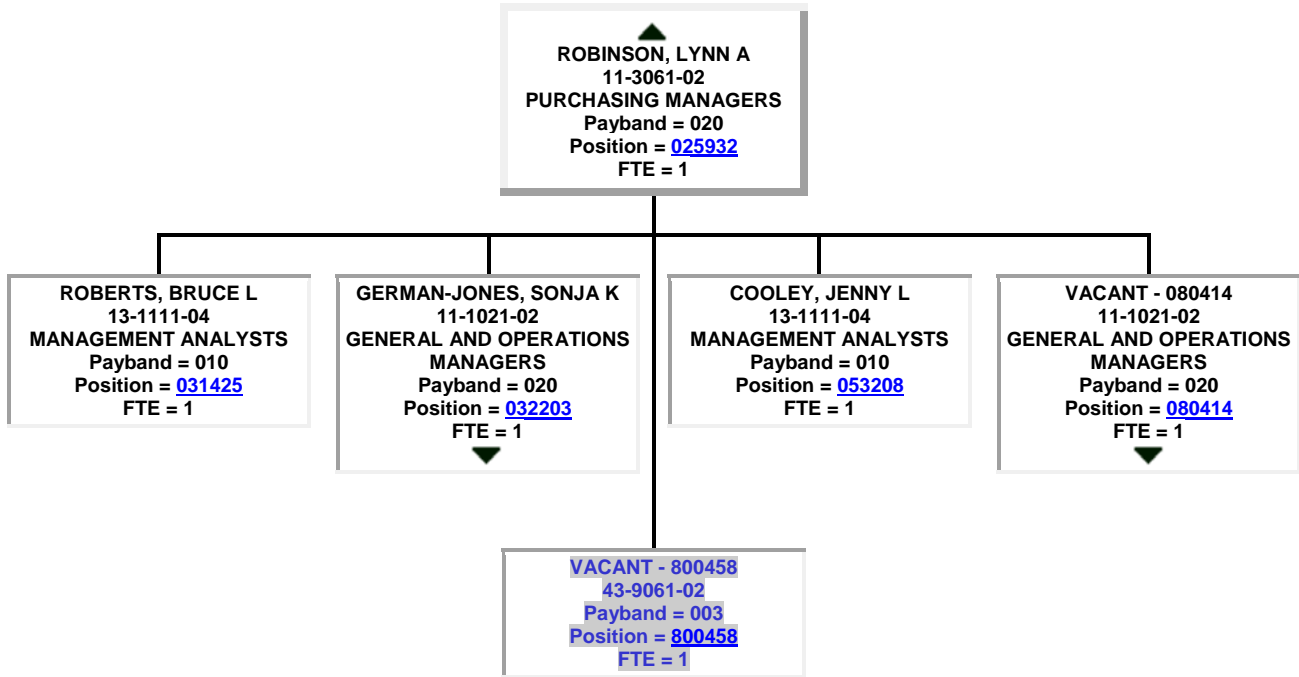 ROBINSON, LYNN A
11-3061-02
PURCHASING MANAGERS
Payband = 020
Position = 025932
FTE = 1
ROBERTS, BRUCE L
13-1111-04
MANAGEMENT ANALYSTS
Payband = 010
Position = 031425
FTE = 1
GERMAN-JONES, SONJA K
11-1021-02
GENERAL AND OPERATIONS
MANAGERS
Payband = 020
Position = 032203
FTE = 1
COOLEY, JENNY L
13-1111-04
MANAGEMENT ANALYSTS
Payband = 010
Position = 053208
FTE = 1
VACANT - 080414
11-1021-02
GENERAL AND OPERATIONS
MANAGERS
Payband = 020
Position = 080414
FTE = 1
VACANT - 800458
43-9061-02
Payband = 003
Position = 800458
FTE = 1